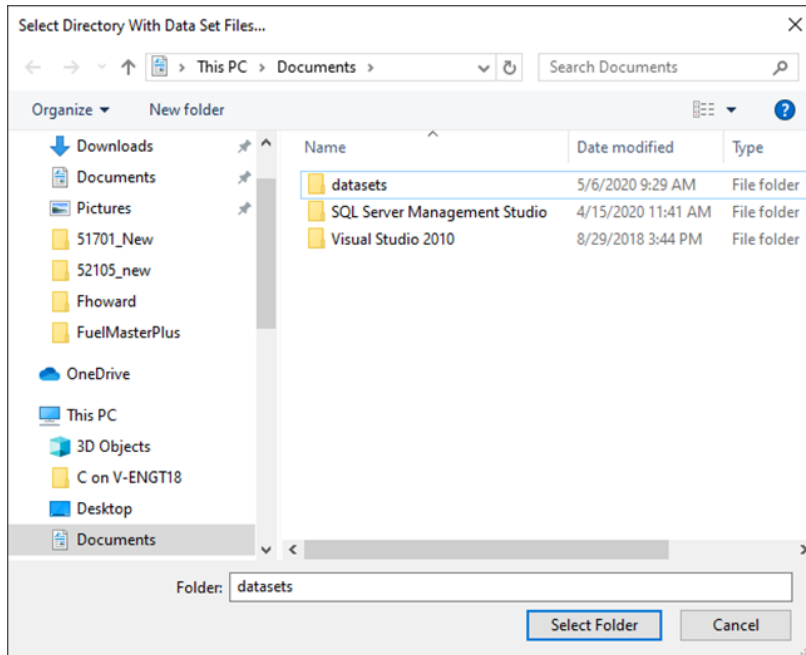 Select Directory With Data Set Files...
This PC > Documents >
Search Documents
Organize
New folder
Downloads
Documents
Pictures
51701_New
52105_new
Fhoward
FuelMasterPlus
OneDrive
This PC
3D Objects
C on V-ENGT18
Desktop
Documents
Name Date modified Type
datasets 5/6/2020 9:29 AM File folder
SQL Server Management Studio 4/15/2020 11:41 AM File folder
Visual Studio 2010 8/29/2018 3:44 PM File folder
Folder: datasets
Select Folder Cancel